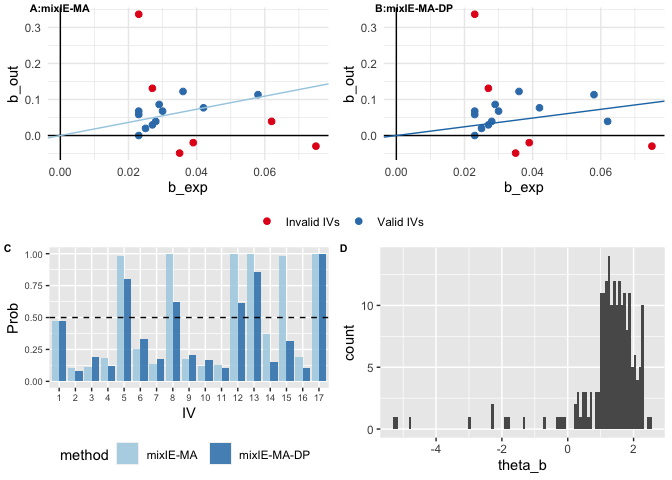 A:mixIE-MA
B:mixIE-MA-DP
b_out
0.3
0.2
0.1
0.0
0.00
0.02
0.04
0.06
b_exp
b_out
0.3
0.2
0.1
0.0
0.00
0.02
0.04
0.06
b_exp
Invalid IVs
Valid IVs
C
Prob
1.00
0.75
0.50
0.25
0.00
1 2 3 4 5 6 7 8 9 10 11 12 13 14 15 16 17
IV
method
mixIE-MA
mixIE-MA-DP
D
count
10
5
0
-4
-2
0
2
theta_b